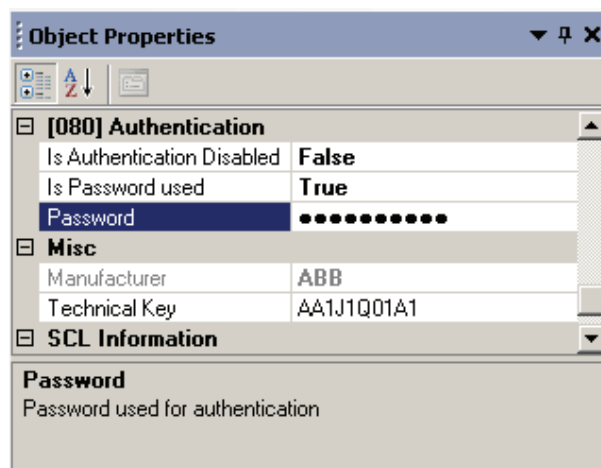 Object Properties
[080] Authentication
Is Authentication Disabled False
Is Password used True
Password ●●●●●●●●●●
Misc
Manufacturer ABB
Technical Key AA1J1Q01A1
SCL Information
Password
Password used for authentication